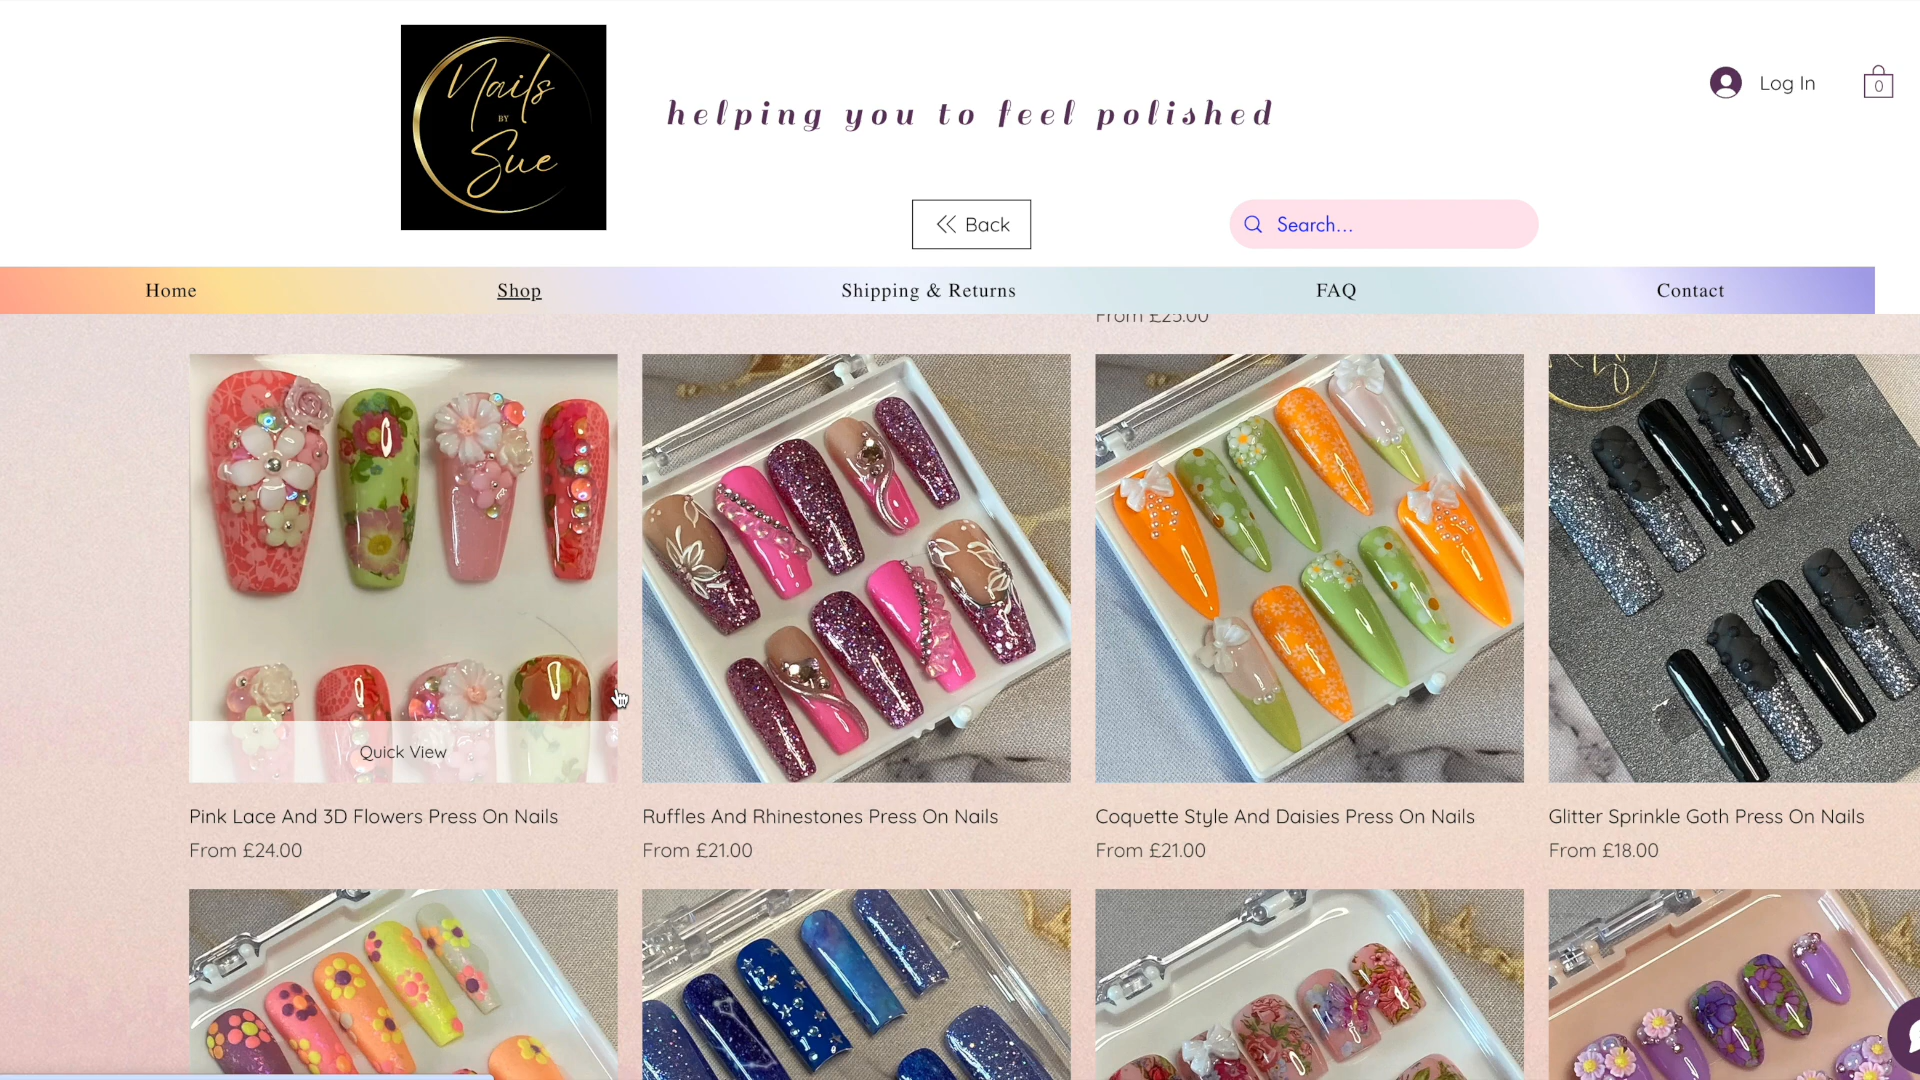 Nails
BY
Sue
helping you to feel polished
Log In
0
Back
Search...
Home
Shop
Shipping & Returns
FAQ
Contact
From £25.00
Quick View
Pink Lace And 3D Flowers Press On Nails
Ruffles And Rhinestones Press On Nails
Coquette Style And Daisies Press On Nails
Glitter Sprinkle Goth Press On Nails
From £24.00
From £21.00
From £21.00
From £18.00